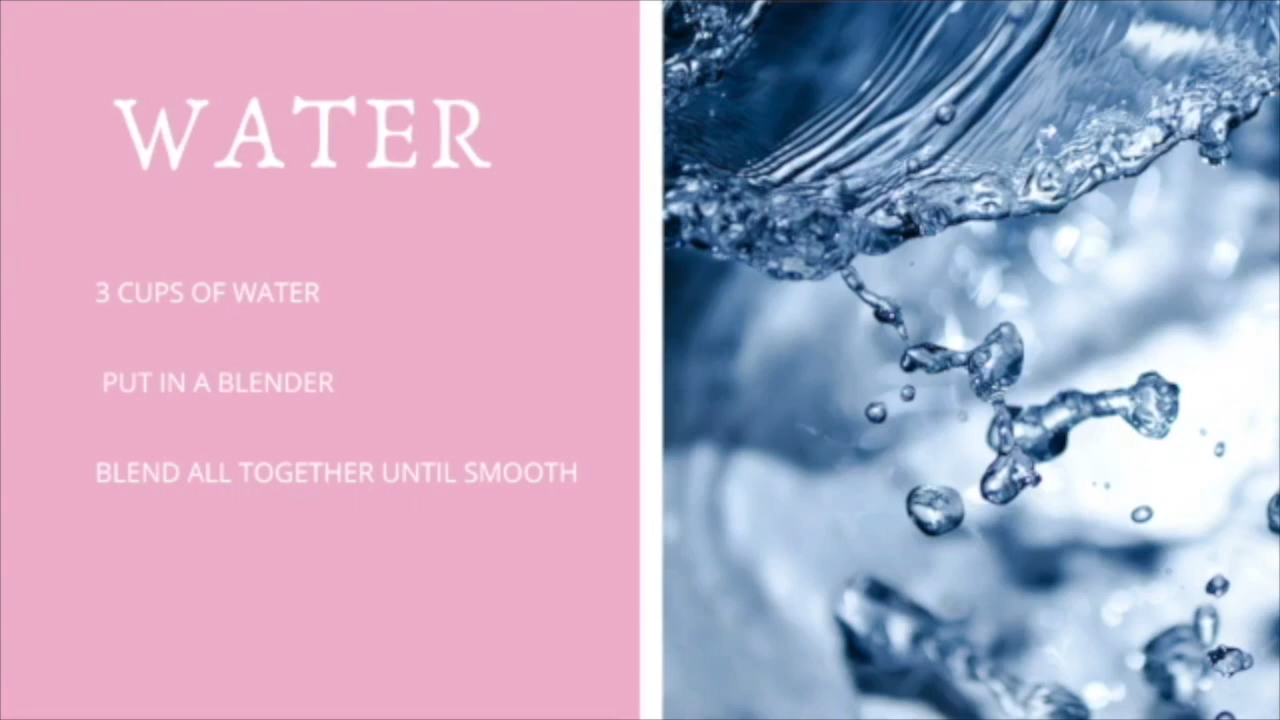 WATER
3 CUPS OF WATER
PUT IN A BLENDER
BLEND ALL TOGETHER UNTIL SMOOTH